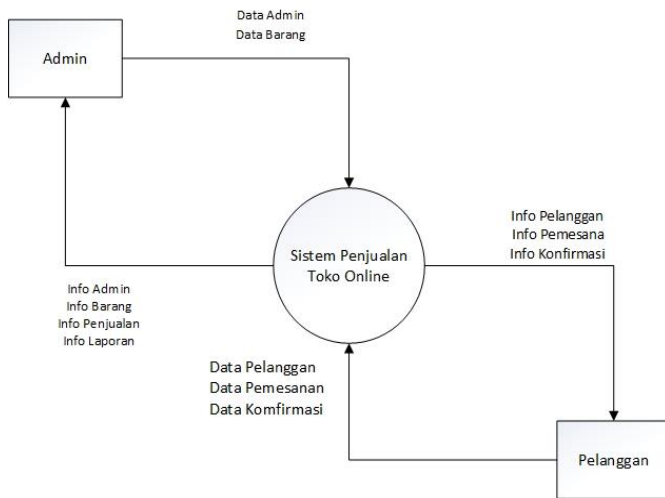 Data Admin
Data Barang
Admin
Info Pelanggan
Info Pemesana
Info Konfirmasi
Sistem Penjualan
Toko Online
Info Admin
Info Barang
Info Penjualan
Info Laporan
Data Pelanggan
Data Pemesanan
Data Komfirmasi
Pelanggan